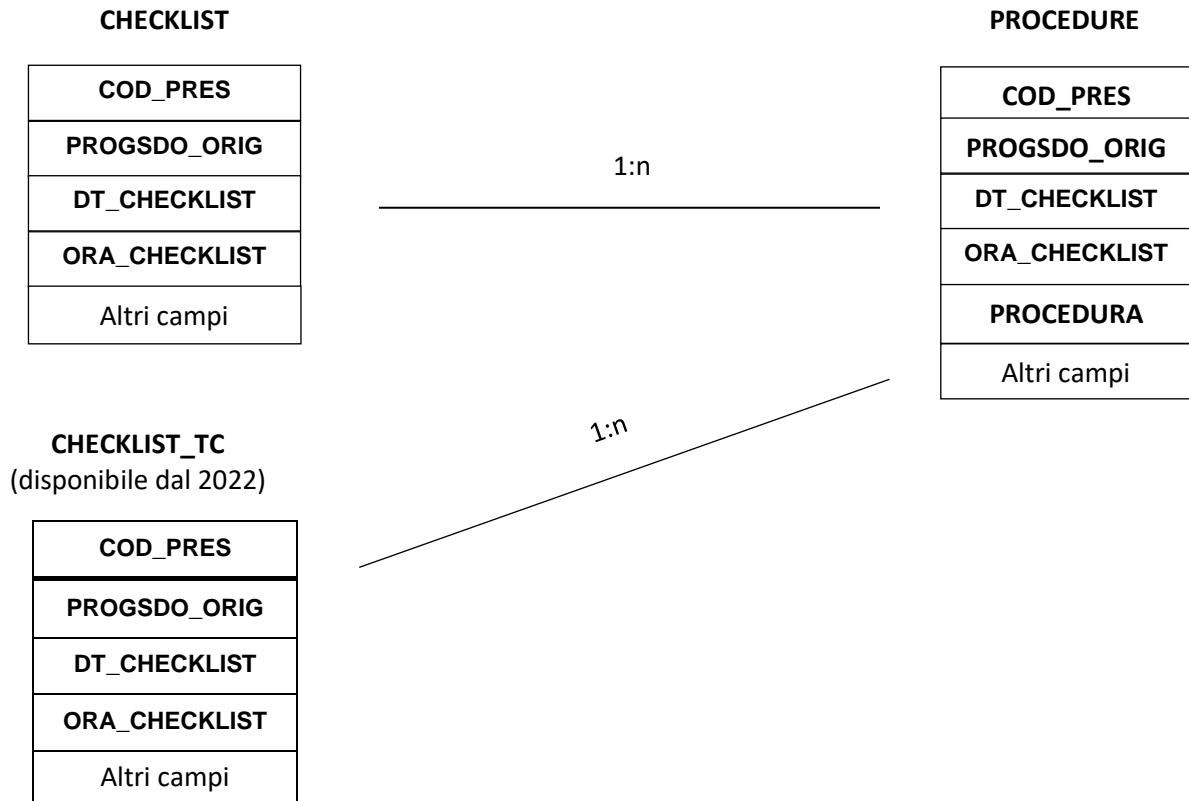 CHECKLIST
COD_PRES
PROGSDO_ORIG
DT_CHECKLIST
ORA_CHECKLIST
Altri campi
1:n
PROCEDURE
COD_PRES
PROGSDO_ORIG
DT_CHECKLIST
ORA_CHECKLIST
PROCEDURA
Altri campi
1:n
CHECKLIST_TC
(disponibile dal 2022)
COD_PRES
PROGSDO_ORIG
DT_CHECKLIST
ORA_CHECKLIST
Altri campi